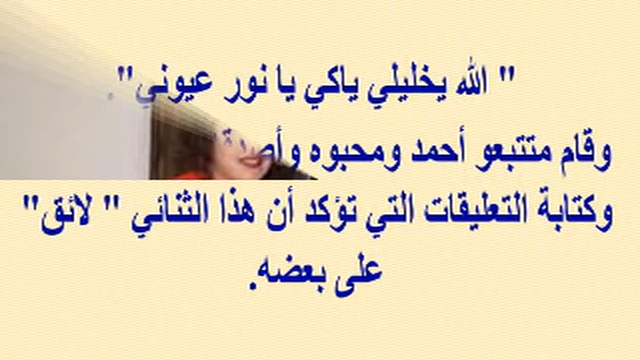 " الله يخليلي ياكي يا نور عيوني".
وقام متتبعو أحمد ومحبوه
وكتابة التعليقات التي تؤكد أن هذا الثنائي " لائق"
على بعضه.